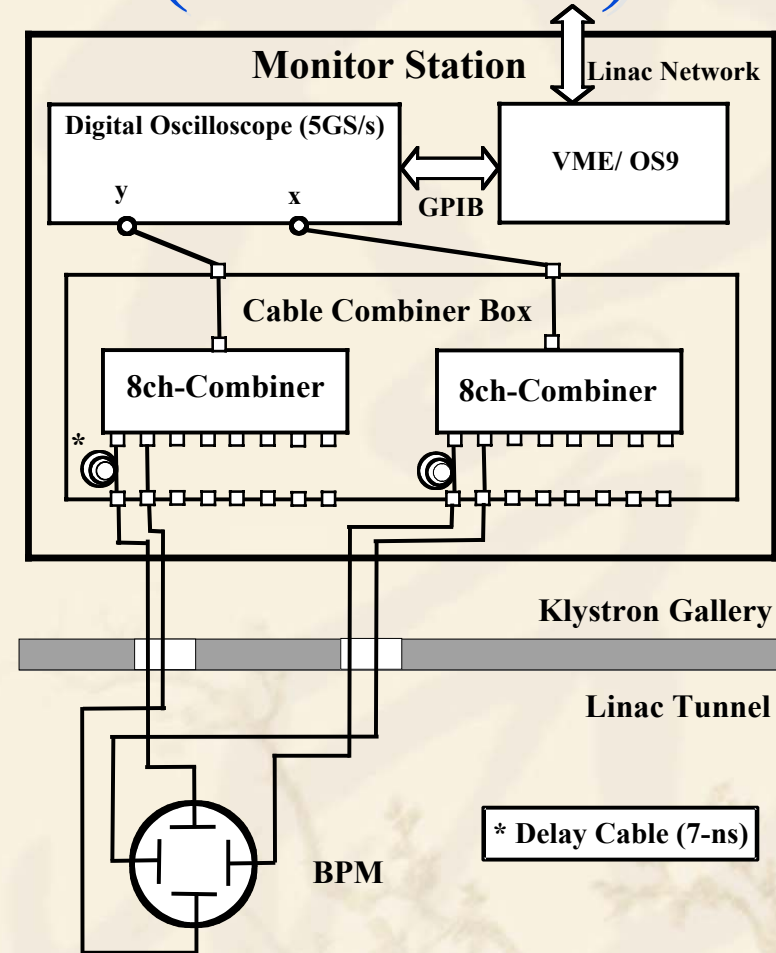 Monitor Station
Linac Network
Digital Oscilloscope (5GS/s)
VME/ OS9
y
x
GPIB
Cable Combiner Box
8ch-Combiner
8ch-Combiner
*
Klystron Gallery
Linac Tunnel
* Delay Cable (7-ns)
BPM